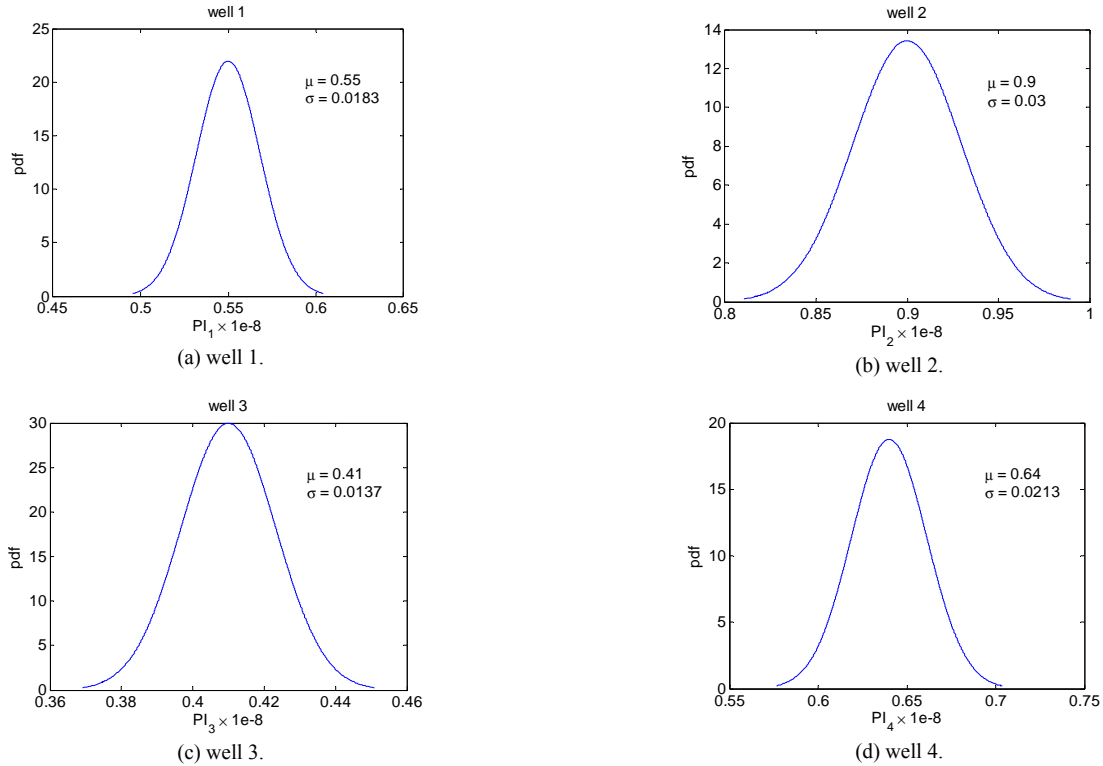 well 1
25
20
15
10
5
0
pdf
0.45
0.5
0.55
0.6
0.65
PI1 × 1e-8
μ = 0.55
σ = 0.0183
(a) well 1.
well 2
14
12
10
8
6
4
2
0
pdf
0.8
0.85
0.9
0.95
1
PI2 × 1e-8
μ = 0.9
σ = 0.03
(b) well 2.
well 3
30
25
20
15
10
5
0
pdf
0.36
0.38
0.4
0.42
0.44
0.46
PI3 × 1e-8
μ = 0.41
σ = 0.0137
(c) well 3.
well 4
20
15
10
5
0
pdf
0.55
0.6
0.65
0.7
0.75
PI4 × 1e-8
μ = 0.64
σ = 0.0213
(d) well 4.